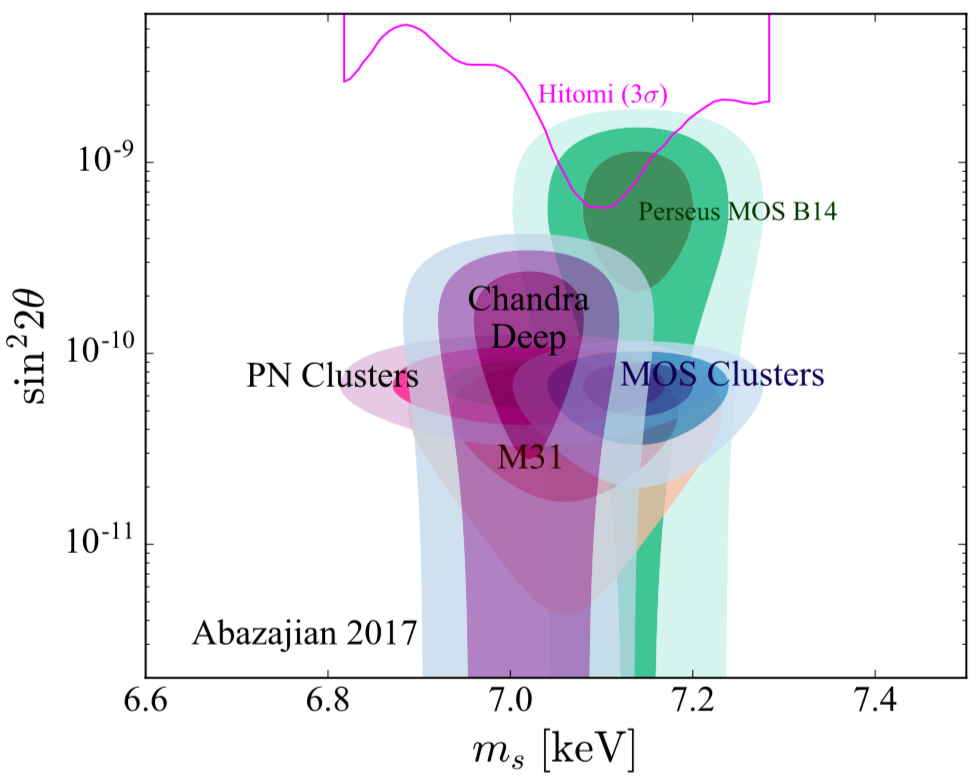 Hitomi (3σ)
10⁻⁹
Perseus MOS B14
Chandra
Deep
sin²2θ
10⁻¹⁰
PN Clusters
MOS Clusters
M31
10⁻¹¹
Abazajian 2017
6.6 6.8 7.0 7.2 7.4
mₛ [keV]